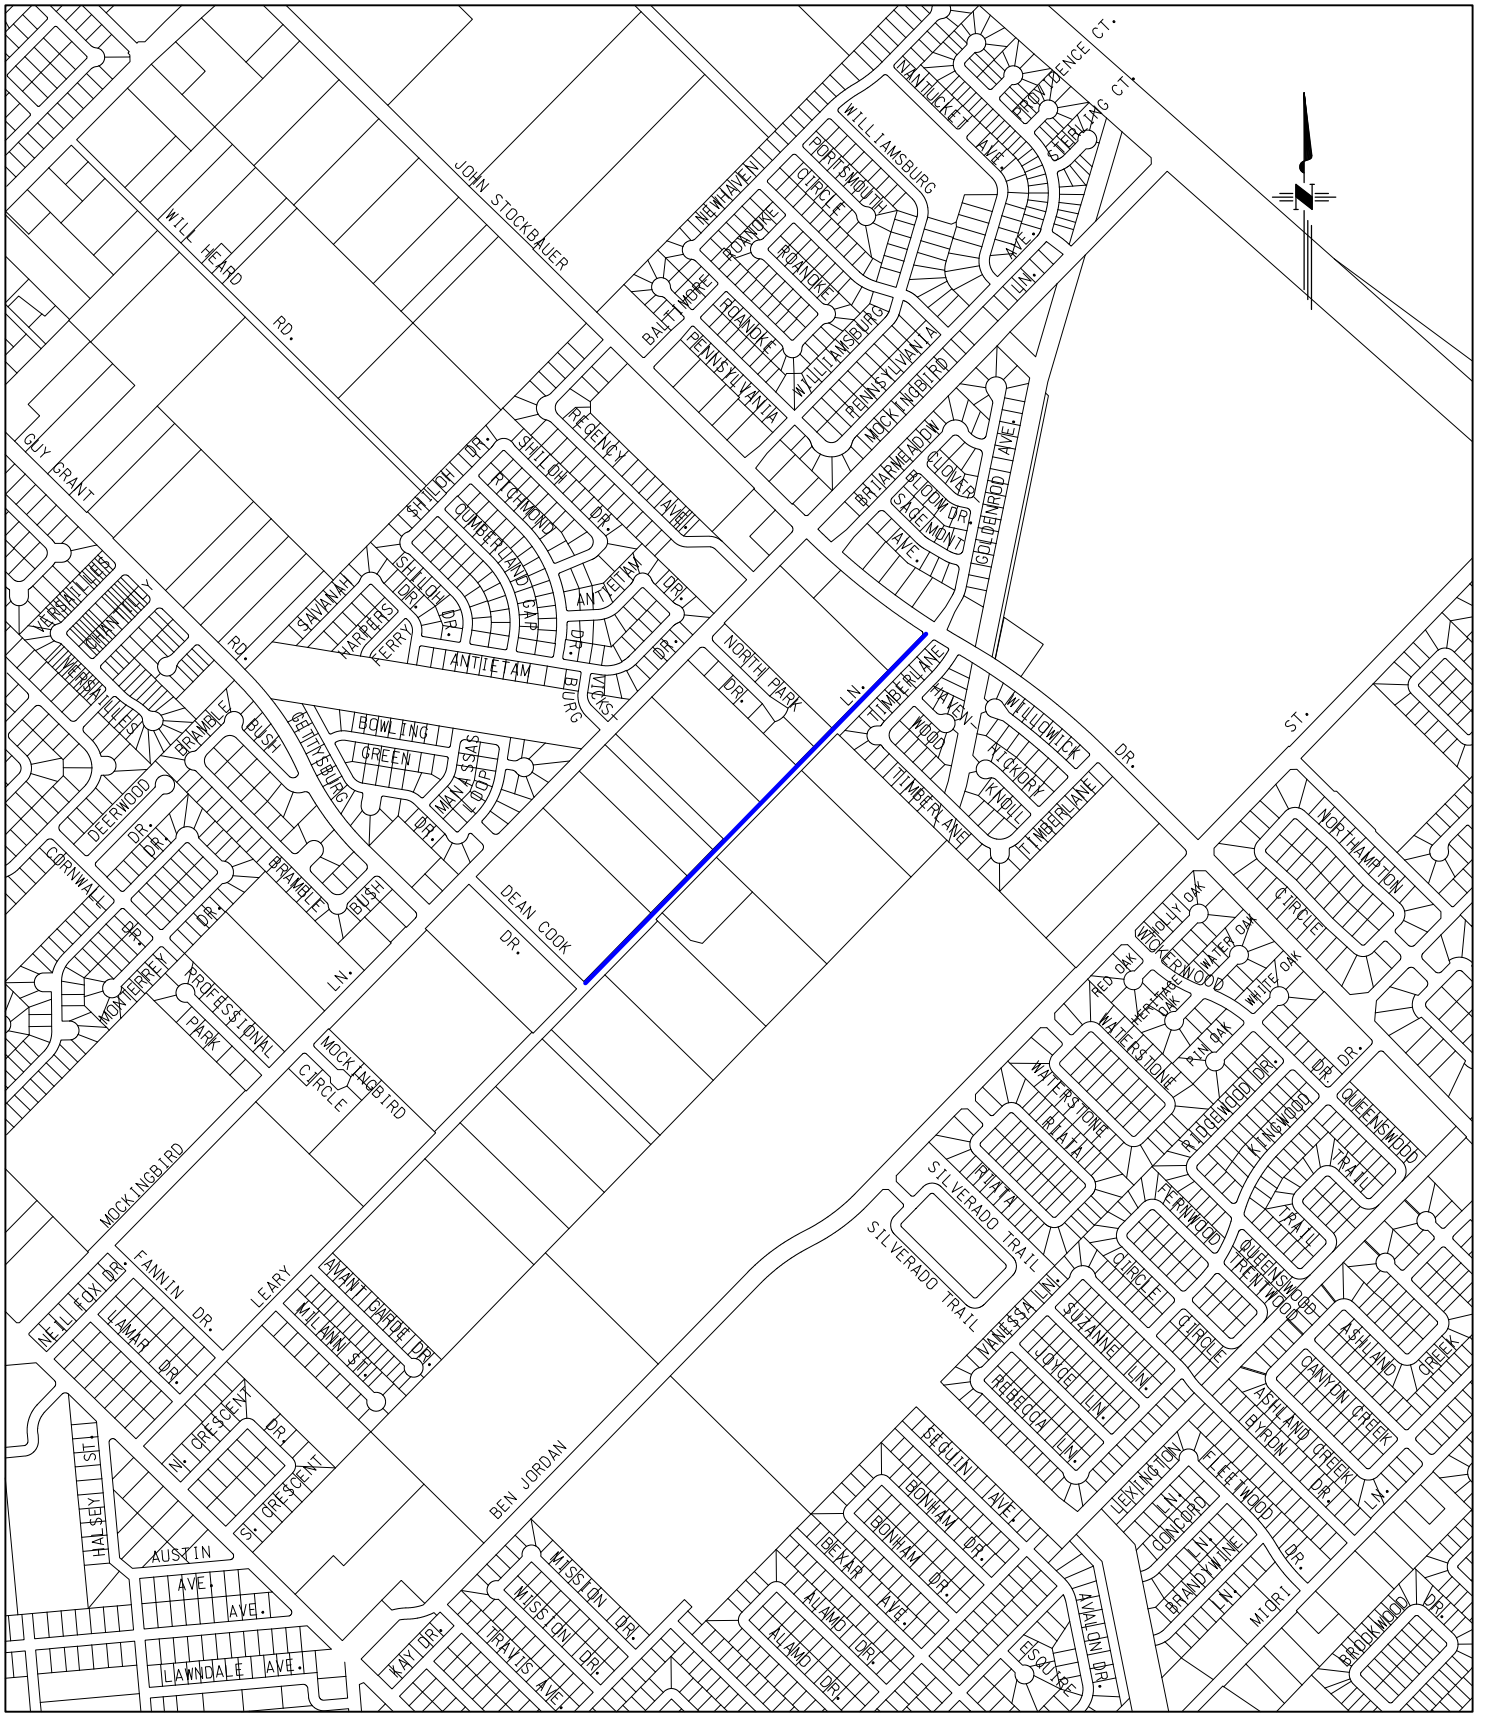 PROVIDENCE CT.
STERLING CT.
NANTUCKET
AVE.
WILLIAMSBURG
PORTSMOUTH
CIRCLE
JOHN STOCKBAUER
NEWHAVEN
ROANOKE
ROANOKE
AVE.
LN.
WILL HEARD
RD.
BALTIMORE
ROANOKE
PENNSYLVANIA
WILLIAMSBURG
PENNSYLVANIA
MOCKINGBIRD
GUY GRANT
RD.
REGENCY
AVE.
SHILOH DR.
SHILOH
DR.
RICHMOND
CUMBERLAND GAP
BRIARMEADOW
CLOVER
BLOOM DR.
SAGEMONT
AVE.
GOLDENROD AVE.
VERSAILLES
CHANTILLY
VERSAILLES
SAVANAH
HARPERS
FERRY
SHILOH DR.
DR.
ANTIETAM
DR.
ANTIETAM
DR.
DR.
VICKS
BURG
NORTH PARK
DR.
LN.
TIMBERLANE
HAVEN
WOOD
WILLOWICK
HICKORY
KNOLL
TIMBERLANE
TIMBERLANE
DR.
ST.
BRAMBLE
BUSH
GETTYSBURG
BOWLING
GREEN
MANASSAS
LOOP
DR.
DEERWOOD
DR.
DR.
CORNWALL
DR.
BRAMBLE
BUSH
DR.
MONTERREY
DEAN COOK
DR.
LN.
PROFESSIONAL
PARK
MOCKINGBIRD
CIRCLE
NORTHAMPTON
CIRCLE
HOLLY OAK
WICKERWOOD
WATER OAK
RED OAK
HERITAGE
OAK
WHITE OAK
PIN OAK
WATERSTONE
WATERSTONE
RIDGEWOOD DR.
DR.
DR.
QUEENSWOOD
KINGWOOD
TRAIL
TRAIL
RIATA
RIATA
FERNWOOD
QUEENSWOOD
TRENTWOOD
MOCKINGBIRD
SILVERADO TRAIL
SILVERADO TRAIL
CIRCLE
CIRCLE
VANESSA LN.
SUZANNE LN.
JOYCE LN.
REBECCA LN.
ASHLAND
CREEK
CANYON CREEK
ASHLAND CREEK
BYRON
DR.
LN.
NEIL FOX DR.
FANNIN DR.
LAMAR DR.
LEARY
AVANT GARDE DR.
MILANN ST.
N. CRESCENT
DR.
S. CRESCENT
HALSEY ST.
AUSTIN
AVE.
AVE.
LAWNDALE AVE.
BEN JORDAN
SEGUIN AVE.
BONHAM DR.
BONHAM DR.
BEXAR AVE.
ALAMO DR.
ALAMO DR.
LEXINGTON
LN.
CONCORD
LN.
BRANDYWINE
LN.
FLEETWOOD
DR.
MIORI
MISSION DR.
MISSION DR.
TRAVIS AVE.
KAY DR.
ESQUIRE
AVALON DR.
BROOKWOOD
DR.